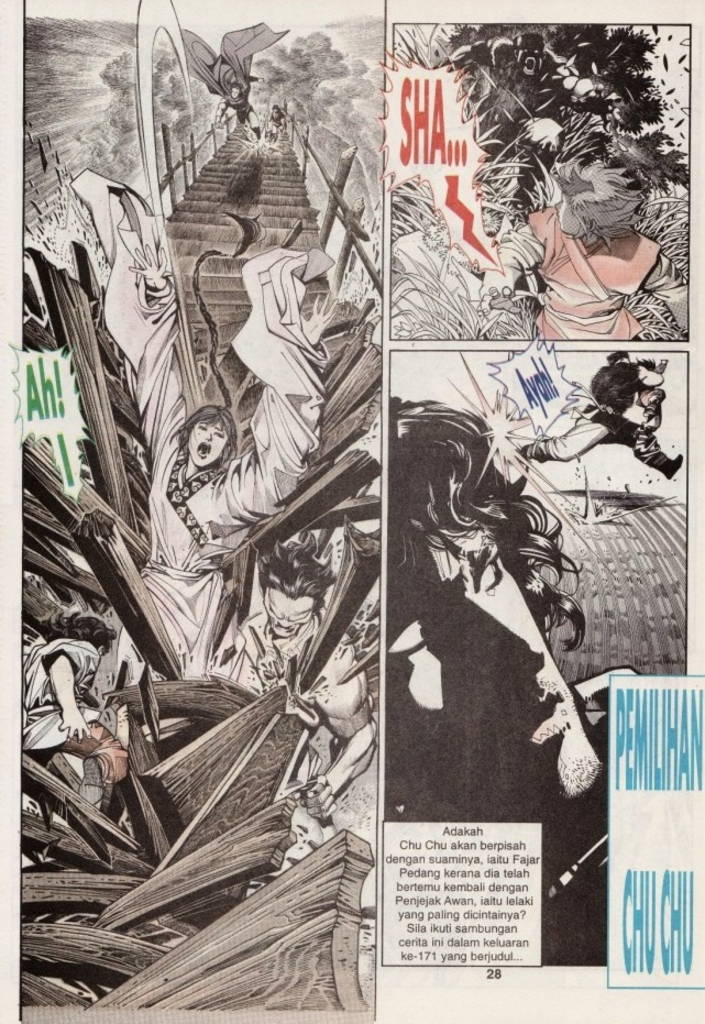 Ah!
SHA...
Ayah!
Adakah
Chu Chu akan berpisah
dengan suaminya, iaitu Fajar
Pedang kerana dia telah
bertemu kembali dengan
Penjejak Awan, iaitu lelaki
yang paling dicintainya?
Sila ikuti sambungan
cerita ini dalam keluaran
ke-171 yang berjudul...
PEMILIHAN
CHU CHU
28